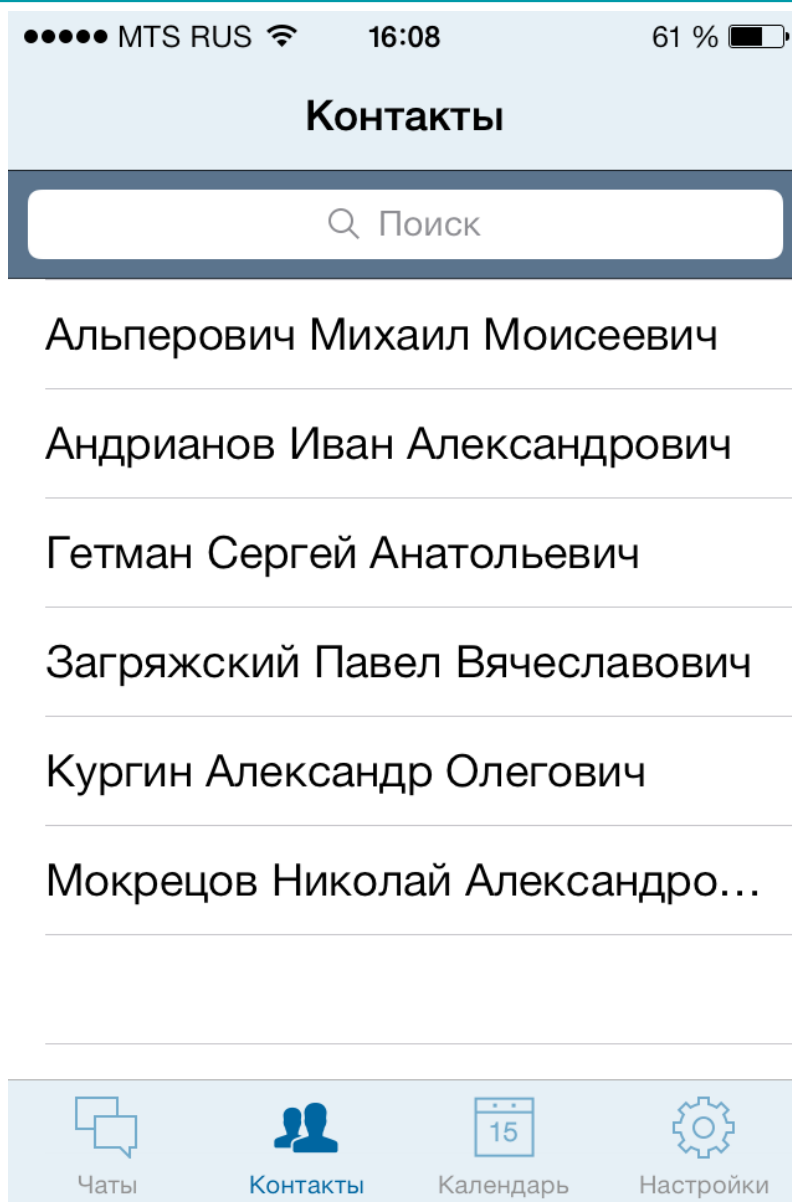 MTS RUS 16:08 61 %
Контакты
Поиск
Альперович Михаил Моисеевич
Андрианов Иван Александрович
Гетман Сергей Анатольевич
Загряжский Павел Вячеславович
Кургин Александр Олегович
Мокрецов Николай Александро...
15
Чаты Контакты Календарь Настройки